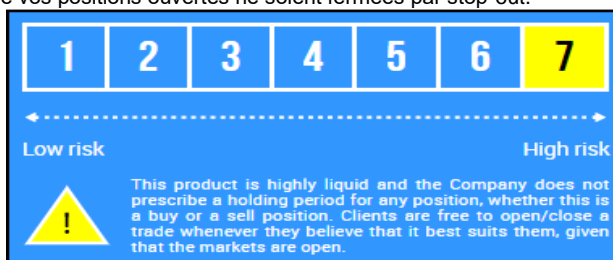 vos positions ouvertes ne soient fermées par stop-out.
1 2 3 4 5 6 7
Low risk High risk
!
This product is highly liquid and the Company does not
prescribe a holding period for any position, whether this is
a buy or a sell position. Clients are free to open/close a
trade whenever they believe that it best suits them, given
that the markets are open.